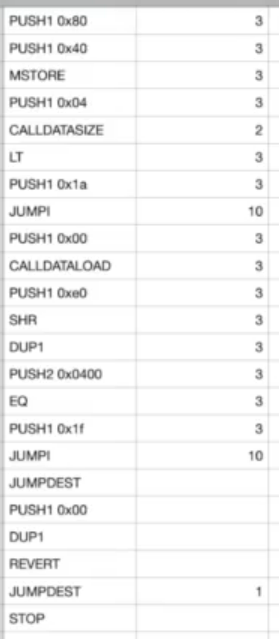 PUSH1 0x80 3
PUSH1 0x40 3
MSTORE 3
PUSH1 0x04 3
CALLDATASIZE 2
LT 3
PUSH1 0x1a 3
JUMPI 10
PUSH1 0x00 3
CALLDATALOAD 3
PUSH1 0xe0 3
SHR 3
DUP1 3
PUSH2 0x0400 3
EQ 3
PUSH1 0x1f 3
JUMPI 10
JUMPDEST
PUSH1 0x00
DUP1
REVERT
JUMPDEST 1
STOP